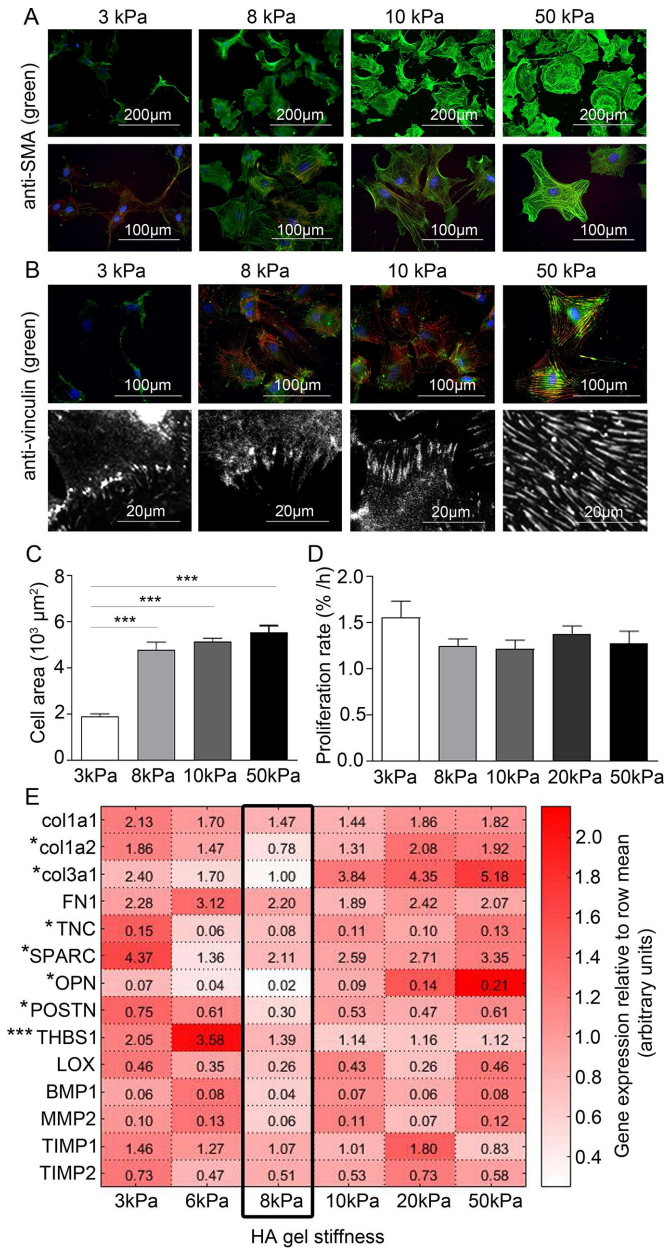 A
3 kPa 8 kPa 10 kPa 50 kPa
anti-SMA (green)
200μm 200μm 200μm 200μm
100μm 100μm 100μm 100μm
B
3 kPa 8 kPa 10 kPa 50 kPa
anti-vinculin (green)
100μm 100μm 100μm 100μm
20μm 20μm 20μm 20μm
C
Cell area (10³ μm²)
8
6
4
2
0
***
***
***
3kPa 8kPa 10kPa 50kPa
D
Proliferation rate (% /h)
2.0
1.5
1.0
0.5
0.0
3kPa 8kPa 10kPa 20kPa 50kPa
E
col1a1 2.13 1.70 1.47 1.44 1.86 1.82
*col1a2 1.86 1.47 0.78 1.31 2.08 1.92
*col3a1 2.40 1.70 1.00 3.84 4.35 5.18
FN1 2.28 3.12 2.20 1.89 2.42 2.07
*TNC 0.15 0.06 0.08 0.11 0.10 0.13
*SPARC 4.37 1.36 2.11 2.59 2.71 3.35
*OPN 0.07 0.04 0.02 0.09 0.14 0.21
*POSTN 0.75 0.61 0.30 0.53 0.47 0.61
***THBS1 2.05 3.58 1.39 1.14 1.16 1.12
LOX 0.46 0.35 0.26 0.43 0.26 0.46
BMP1 0.06 0.08 0.04 0.07 0.06 0.08
MMP2 0.10 0.13 0.06 0.11 0.07 0.12
TIMP1 1.46 1.27 1.07 1.01 1.80 0.83
TIMP2 0.73 0.47 0.51 0.53 0.73 0.58
3kPa 6kPa 8kPa 10kPa 20kPa 50kPa
HA gel stiffness
2.0
1.8
1.6
1.4
1.2
1.0
0.8
0.6
0.4
Gene expression relative to row mean
(arbitrary units)